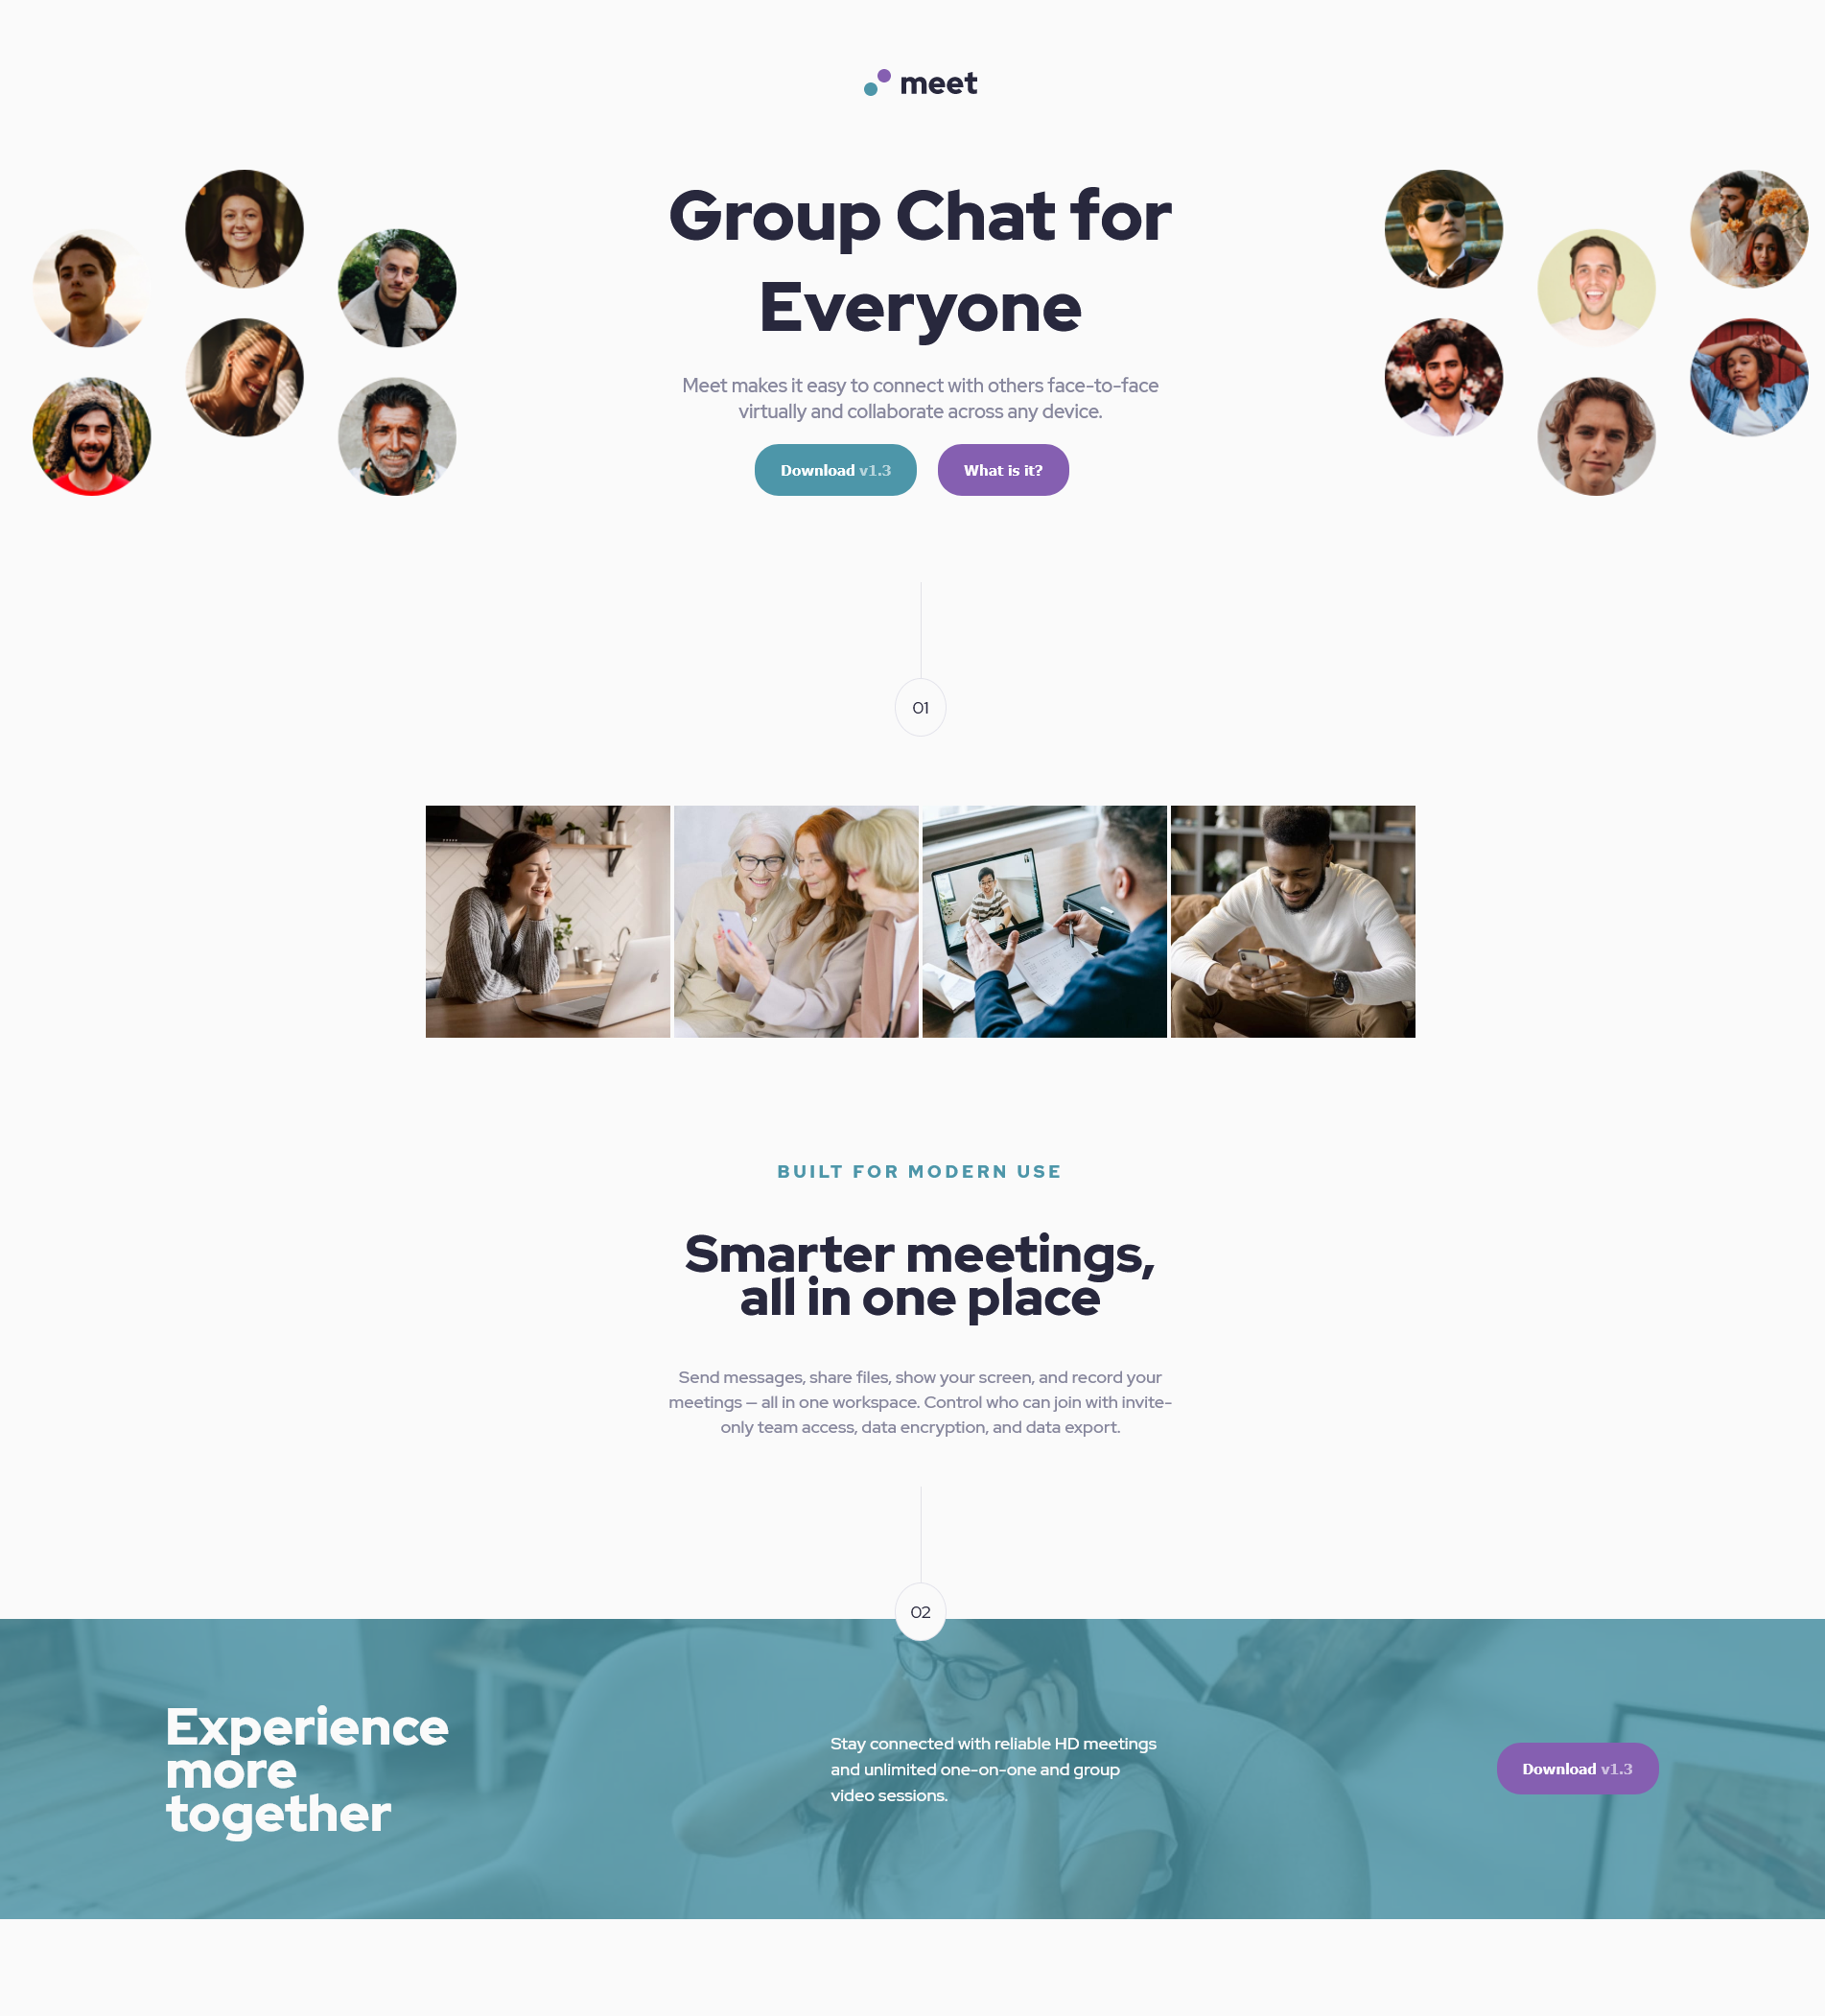 meet
Group Chat for
Everyone
Meet makes it easy to connect with others face-to-face
virtually and collaborate across any device.
Download v1.3
What is it?
01
BUILT FOR MODERN USE
Smarter meetings,
all in one place
Send messages, share files, show your screen, and record your
meetings — all in one workspace. Control who can join with invite-
only team access, data encryption, and data export.
02
Experience
more
together
Stay connected with reliable HD meetings
and unlimited one-on-one and group
video sessions.
Download v1.3